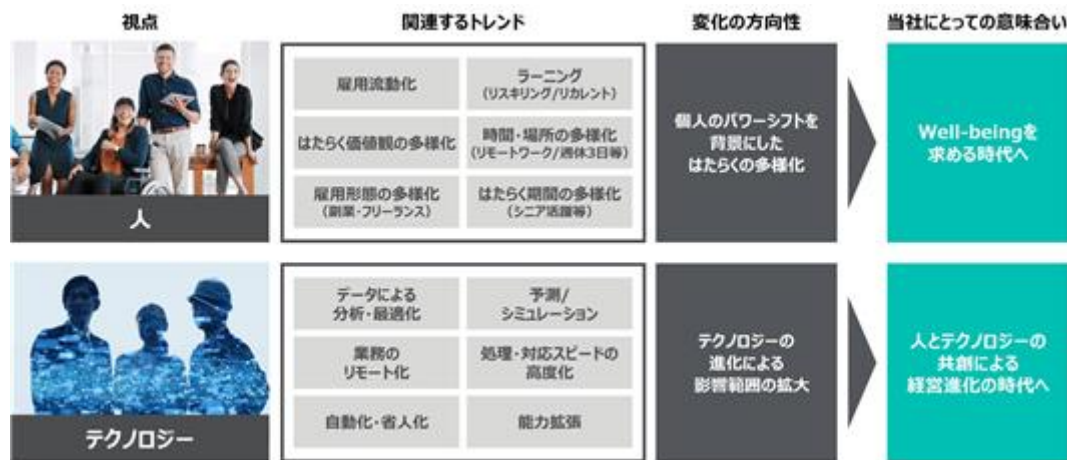 視点
関連するトレンド
変化の方向性
当社にとっての意味合い
雇用流動化
ラーニング
(リスキリング/リカレント)
はたらく価値観の多様化
時間・場所の多様化
(リモートワーク/週休3日等)
雇用形態の多様化
(副業・フリーランス)
はたらく期間の多様化
(シニア活躍等)
人
個人のパワーシフトを
背景にした
はたらくの多様化
Well-beingを
求める時代へ
データによる
分析・最適化
予測/
シミュレーション
業務の
リモート化
処理・対応スピードの
高度化
自動化・省人化
能力拡張
テクノロジー
テクノロジーの
進化による
影響範囲の拡大
人とテクノロジーの
共創による
経営進化の時代へ